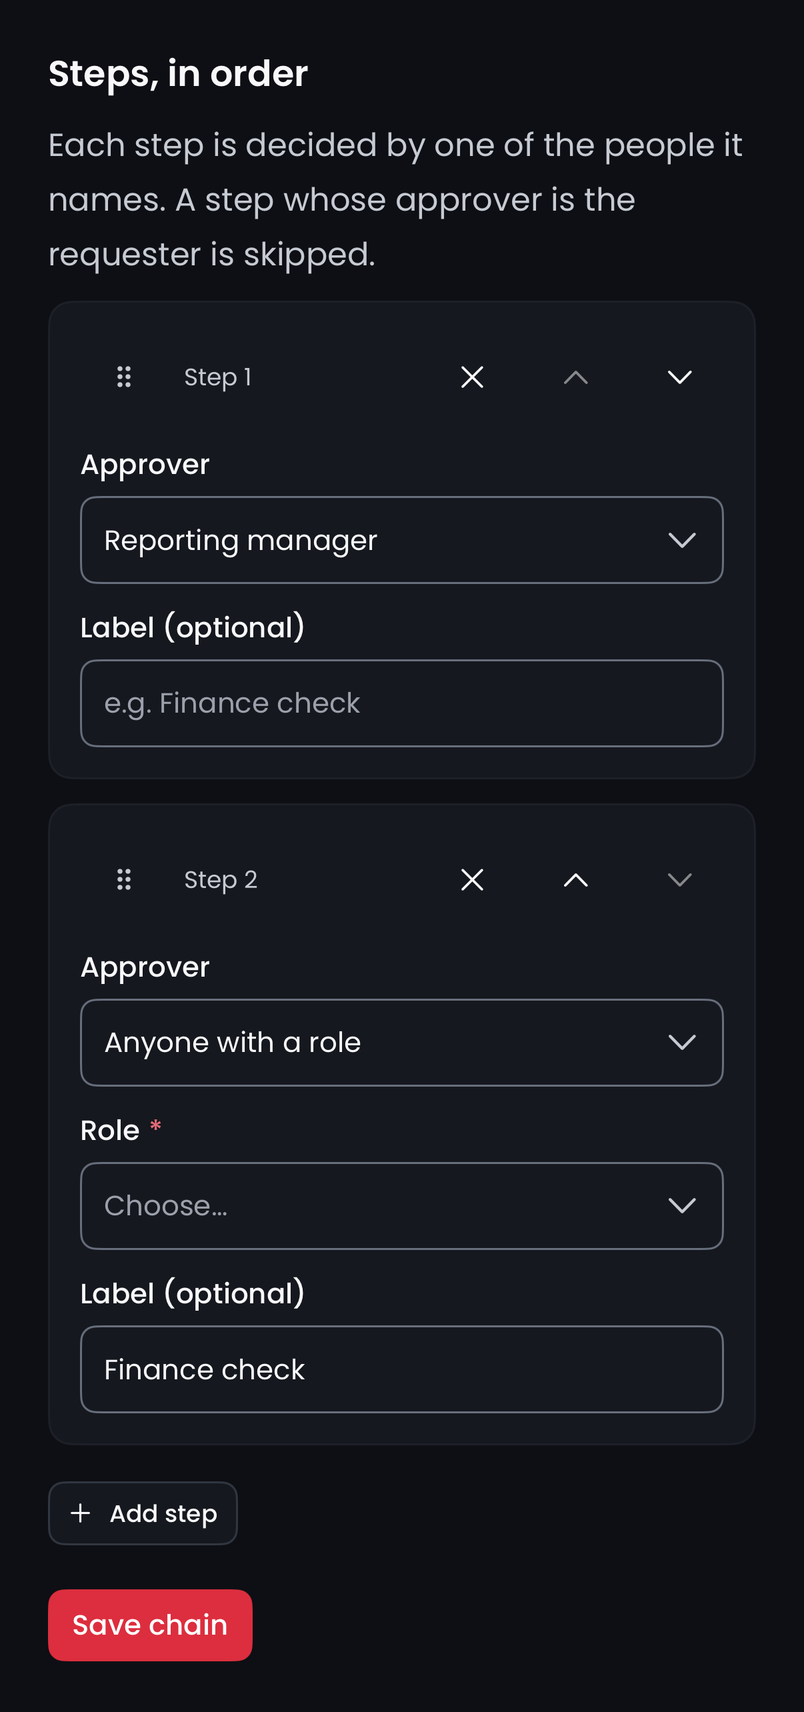 Steps, in order
Each step is decided by one of the people it
names. A step whose approver is the
requester is skipped.
Step 1
Approver
Reporting manager
Label (optional)
e.g. Finance check
Step 2
Approver
Anyone with a role
Role *
Choose...
Label (optional)
Finance check
Add step
Save chain